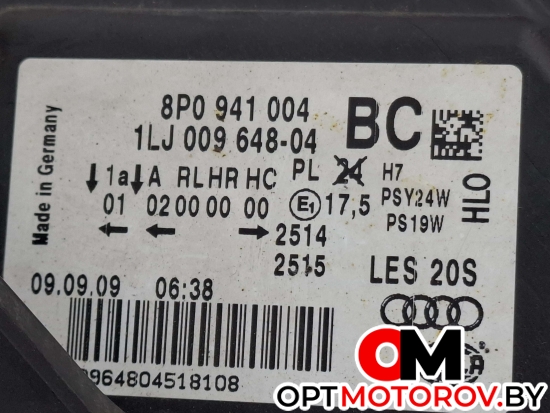 Made in Germany
8P0 941 004 BC
1LJ 009 648-04
↓1a↓A RL HR HC PL 24 H7
01 02 00 00 00 E1 17,5 PSY24W
← ← → 2514 PS19W
2515 LES 20S
HLO
09.09.09 06:38
964804518108
OM
OPTMOTOROV.BY